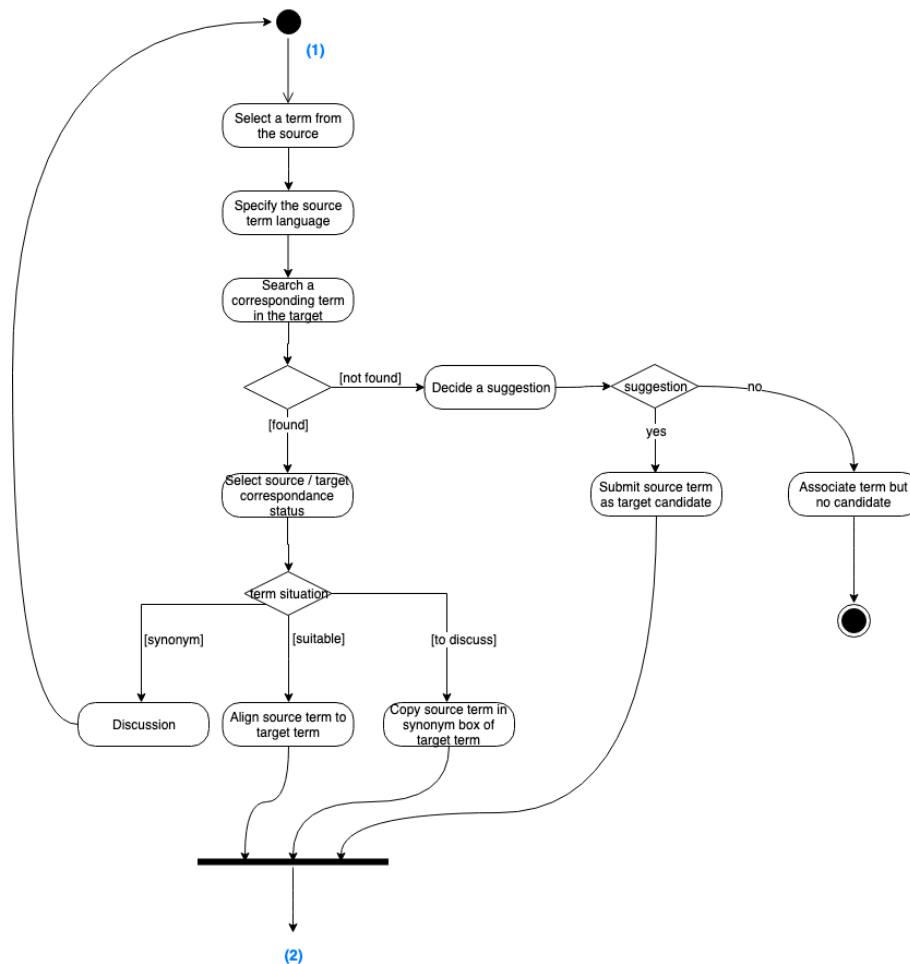 (1)
Select a term from
the source
Specify the source
term language
Search a
corresponding term
in the target
[not found]
Decide a suggestion
suggestion
no
[found]
yes
Select source / target
correspondance
status
Submit source term
as target candidate
Associate term but
no candidate
term situation
[synonym]
[suitable]
[to discuss]
Discussion
Align source term to
target term
Copy source term in
synonym box of
target term
(2)